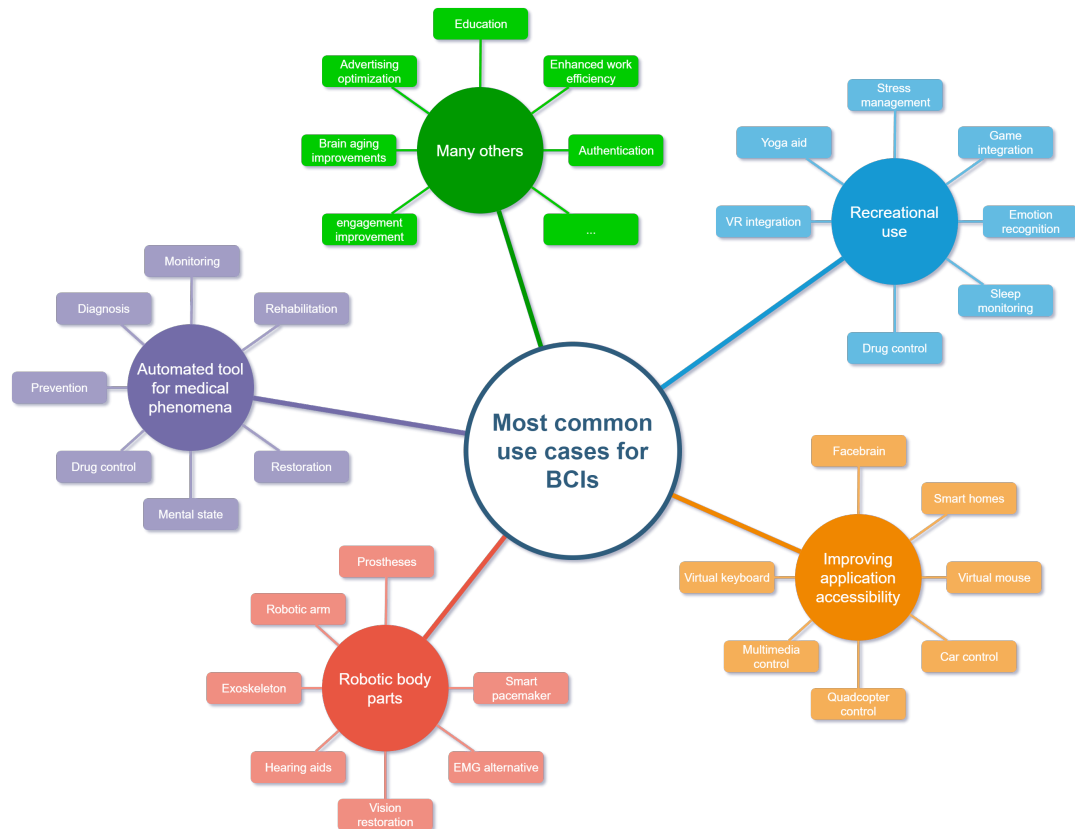 Education
Advertising
optimization
Enhanced work
efficiency
Brain aging
improvements
Many others
Authentication
engagement
improvement
...
Stress
management
Yoga aid
Game
integration
VR integration
Recreational
use
Emotion
recognition
Sleep
monitoring
Drug control
Monitoring
Diagnosis
Rehabilitation
Prevention
Automated tool
for medical
phenomena
Drug control
Restoration
Mental state
Most common
use cases for
BCIs
Facebrain
Smart homes
Virtual keyboard
Improving
application
accessibility
Virtual mouse
Multimedia
control
Car control
Quadcopter
control
Prostheses
Robotic arm
Exoskeleton
Robotic body
parts
Smart
pacemaker
Hearing aids
EMG alternative
Vision
restoration